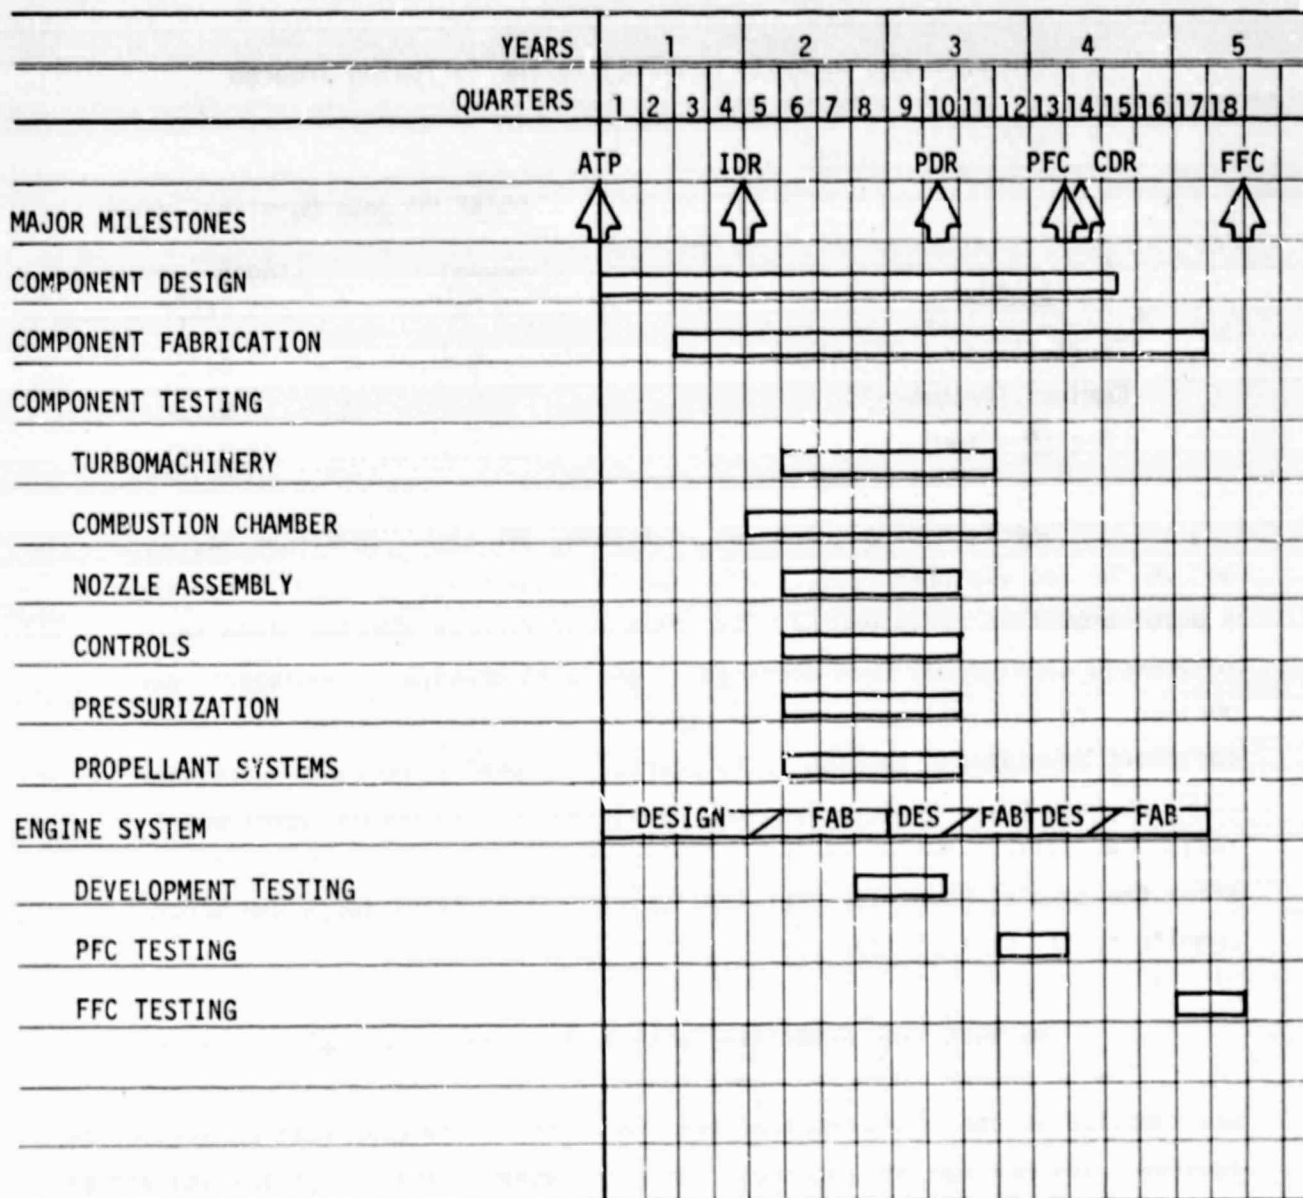 YEARS 1 2 3 4 5
QUARTERS 1 2 3 4 5 6 7 8 9 10 11 12 13 14 15 16 17 18
ATP IDR PDR PFC CDR FFC
MAJOR MILESTONES
COMPONENT DESIGN
COMPONENT FABRICATION
COMPONENT TESTING
TURBOMACHINERY
COMBUSTION CHAMBER
NOZZLE ASSEMBLY
CONTROLS
PRESSURIZATION
PROPELLANT SYSTEMS
ENGINE SYSTEM DESIGN FAB DES FAB DES FAB
DEVELOPMENT TESTING
PFC TESTING
FFC TESTING